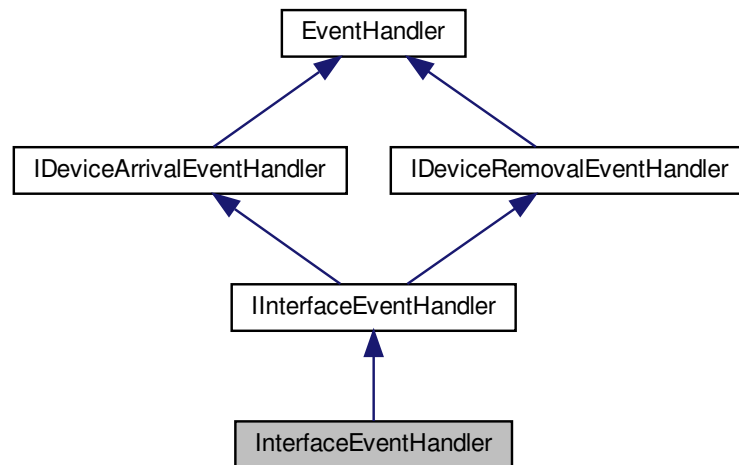 EventHandler
IDeviceArrivalEventHandler
IDeviceRemovalEventHandler
IInterfaceEventHandler
InterfaceEventHandler